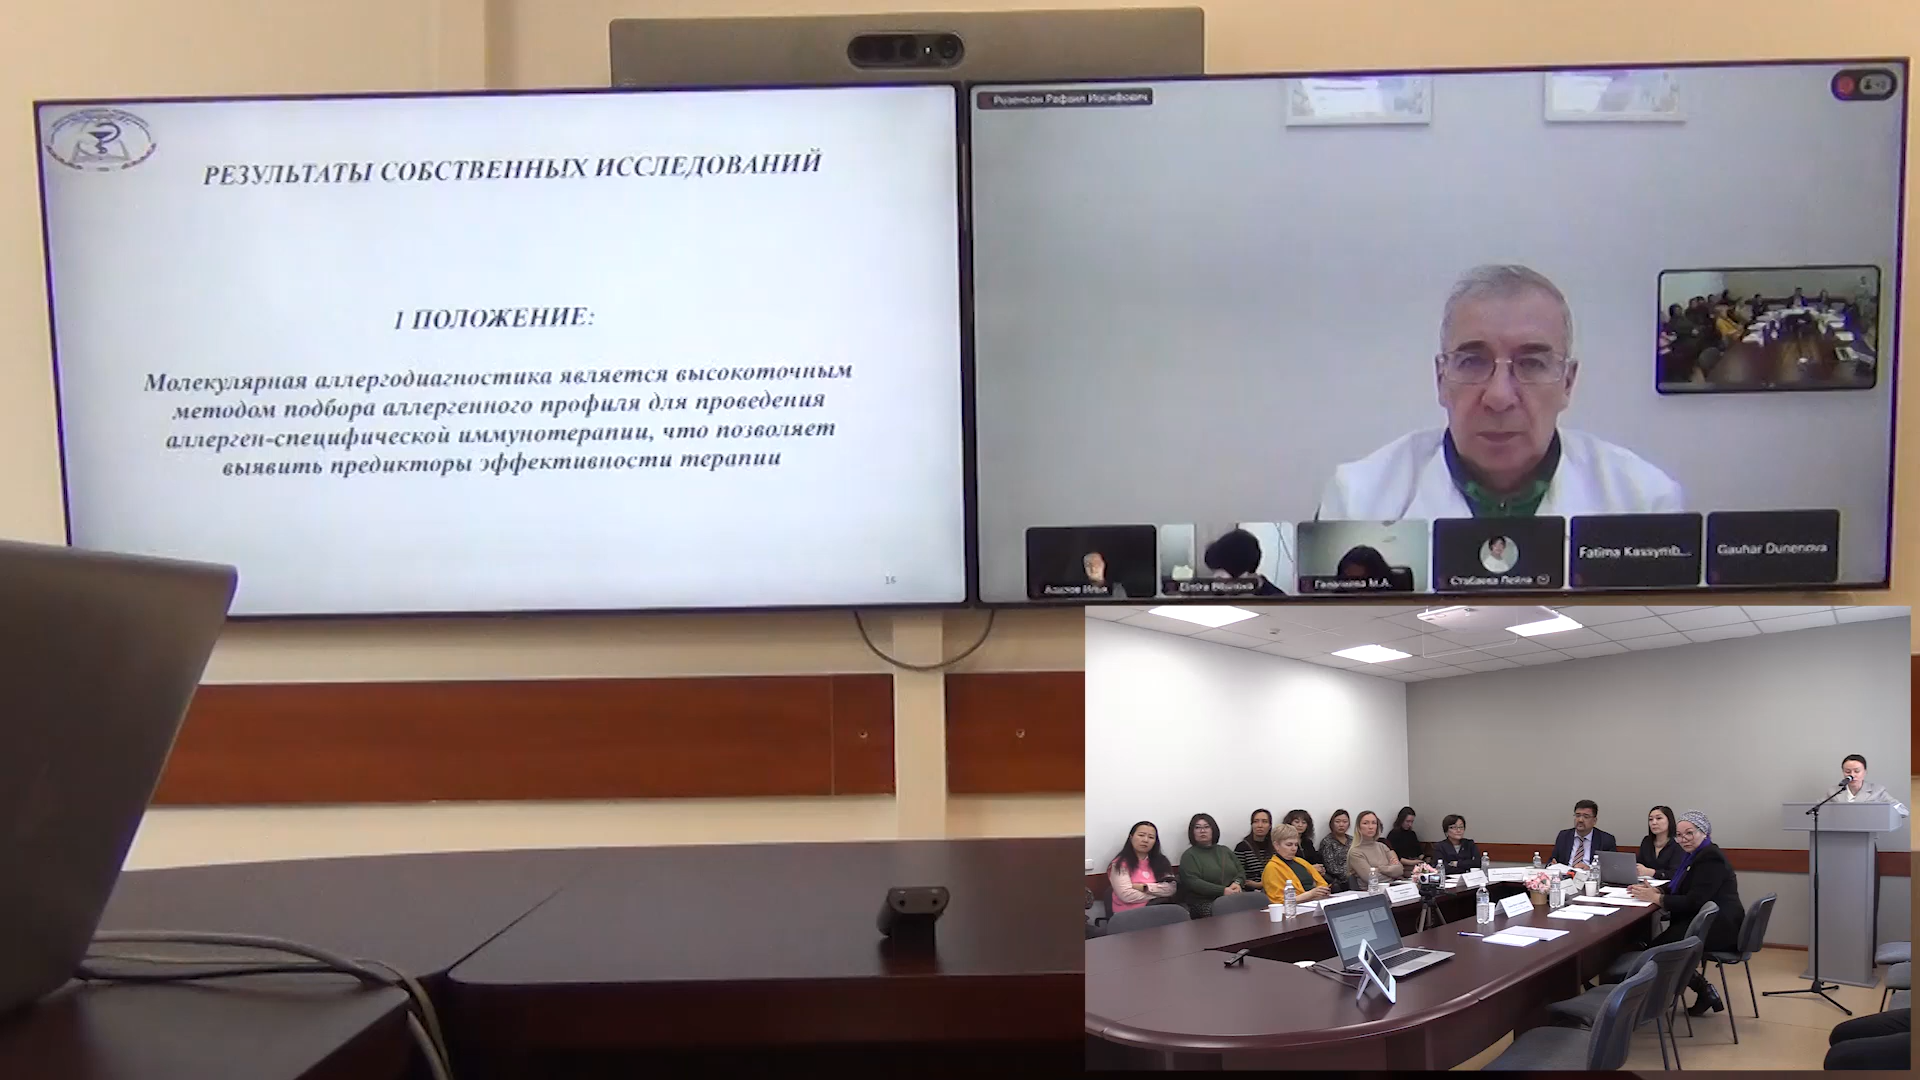 РЕЗУЛЬТАТЫ СОБСТВЕННЫХ ИССЛЕДОВАНИЙ
1 ПОЛОЖЕНИЕ:
Молекулярная аллергодиагностика является высокоточным
методом подбора аллергенного профиля для проведения
аллерген-специфической иммунотерапии, что позволяет
выявить предикторы эффективности терапии
16
Розенсон Рафаил Иосифович
Стабаева Лейла
Fatima Kassymb...
Gauhar Dunenova